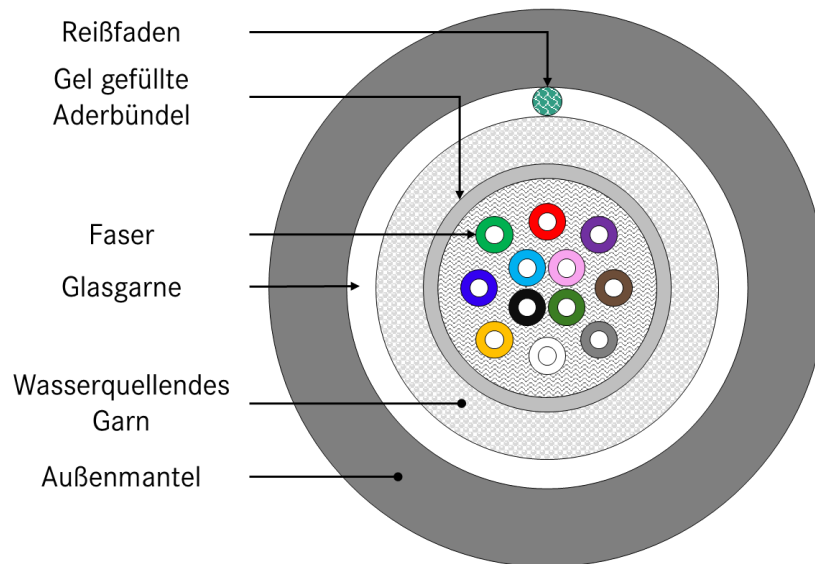 Reißfaden
Gel gefüllte
Aderbündel
Faser
Glasgarne
Wasserquellendes
Garn
Außenmantel